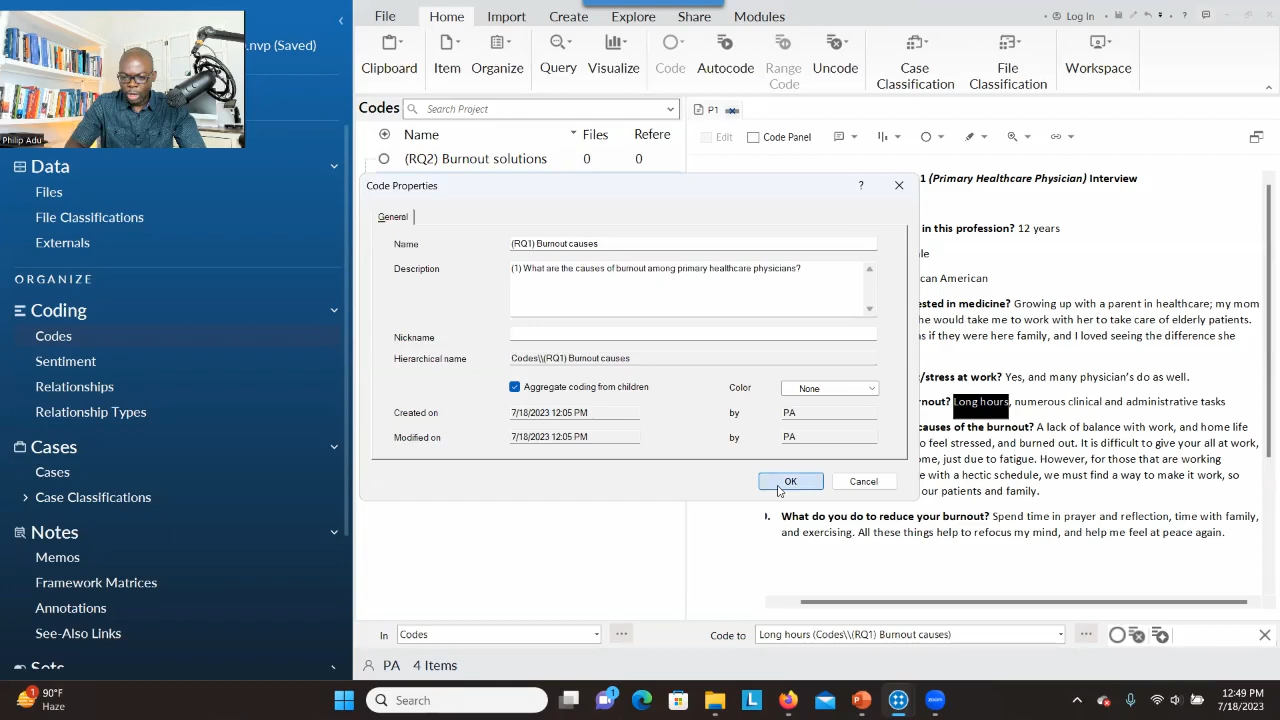 .nvp (Saved)
Philip Adu
Data
Files
File Classifications
Externals
ORGANIZE
Coding
Codes
Sentiment
Relationships
Relationship Types
Cases
Cases
Case Classifications
Notes
Memos
Framework Matrices
Annotations
See-Also Links
Sets
File Home Import Create Explore Share Modules Log In ?
Clipboard Item Organize Query Visualize Code Autocode Range Code Uncode Case Classification File Classification Workspace
Codes Search Project
Name Files Refere
(RQ2) Burnout solutions 0 0
P1
Edit Code Panel
1 (Primary Healthcare Physician) Interview
in this profession? 12 years
le
can American
ested in medicine? Growing up with a parent in healthcare; my mom
he would take me to work with her to take care of elderly patients.
s if they were here family, and I loved seeing the difference she
/stress at work? Yes, and many physician's do as well.
nout? Long hours, numerous clinical and administrative tasks
causes of the burnout? A lack of balance with work, and home life
o feel stressed, and burned out. It is difficult to give your all at work,
ome, just due to fatigue. However, for those that are working
e with a hectic schedule, we must find a way to make it work, so
our patients and family.
. What do you do to reduce your burnout? Spend time in prayer and reflection, time with family,
and exercising. All these things help to refocus my mind, and help me feel at peace again.
Code Properties ?
General
Name (RQ1) Burnout causes
Description (1) What are the causes of burnout among primary healthcare physicians?
Nickname
Hierarchical name Codes\\(RQ1) Burnout causes
Aggregate coding from children Color None
Created on 7/18/2023 12:05 PM by PA
Modified on 7/18/2023 12:05 PM by PA
OK Cancel
In Codes ... Code to Long hours (Codes\\(RQ1) Burnout causes) ...
PA 4 Items
1 90°F
Haze
Search
1
12:49 PM
7/18/2023